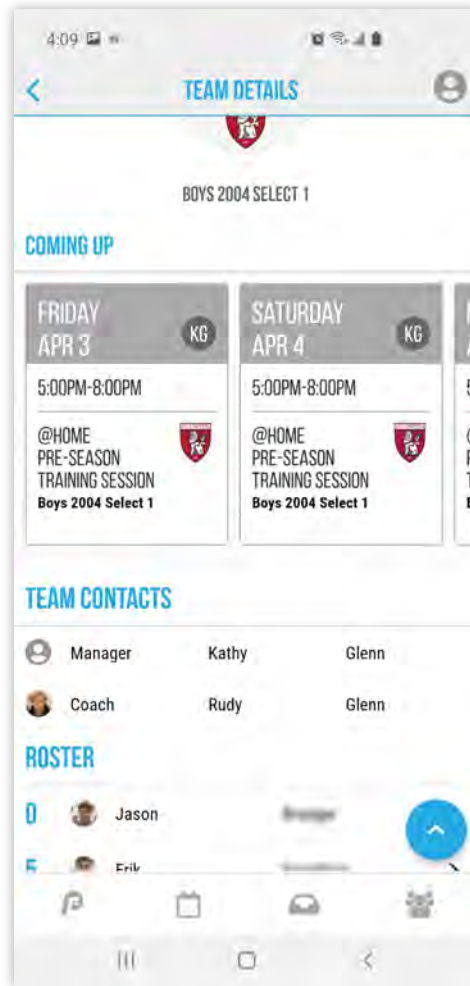 4:09
TEAM DETAILS
BOYS 2004 SELECT 1
COMING UP
FRIDAY
APR 3
KG
5:00PM-8:00PM
@HOME
PRE-SEASON
TRAINING SESSION
Boys 2004 Select 1
SATURDAY
APR 4
KG
5:00PM-8:00PM
@HOME
PRE-SEASON
TRAINING SESSION
Boys 2004 Select 1
TEAM CONTACTS
Manager Kathy Glenn
Coach Rudy Glenn
ROSTER
0 Jason
Erik